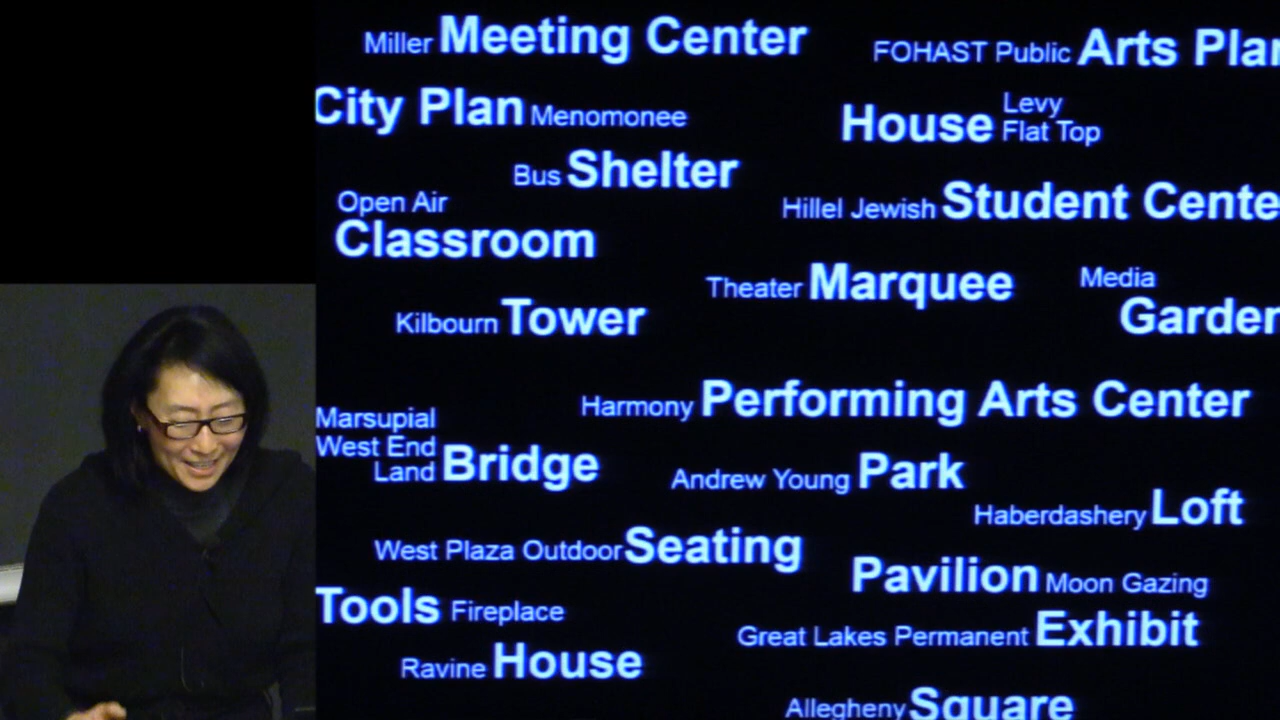 Miller Meeting Center
FOHAST Public Arts Plan
City Plan Menomonee
House Levy
Flat Top
Bus Shelter
Open Air
Classroom
Hillel Jewish Student Cente
Theater Marquee
Media
Garden
Kilbourn Tower
Harmony Performing Arts Center
Marsupial
West End
Land Bridge
Andrew Young Park
Haberdashery Loft
West Plaza Outdoor Seating
Pavilion Moon Gazing
Tools Fireplace
Great Lakes Permanent Exhibit
Ravine House
Allegheny Square